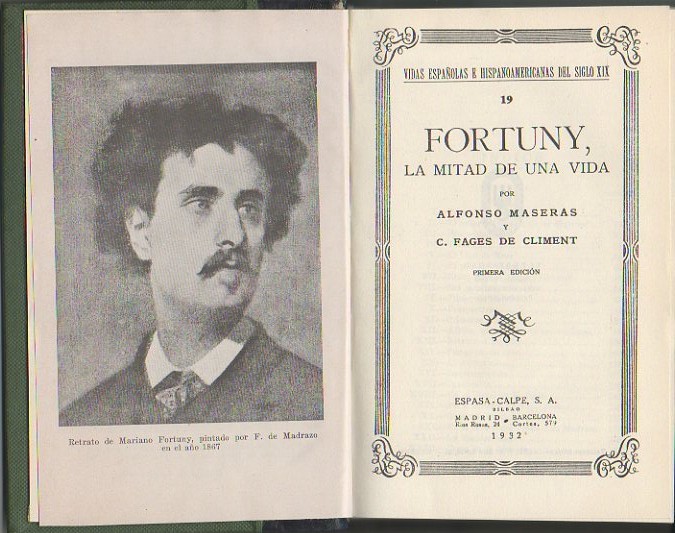 Retrato de Mariano Fortuny, pintado por F. de Madrazo
en el año 1867
VIDAS ESPAÑOLAS E HISPANOAMERICANAS DEL SIGLO XIX
19
FORTUNY,
LA MITAD DE UNA VIDA
POR
ALFONSO MASERAS
Y
C. FAGES DE CLIMENT
PRIMERA EDICIÓN
ESPASA-CALPE, S. A.
BILBAO
MADRID BARCELONA
Ríos Rosas, 24 Cortes, 579
1932